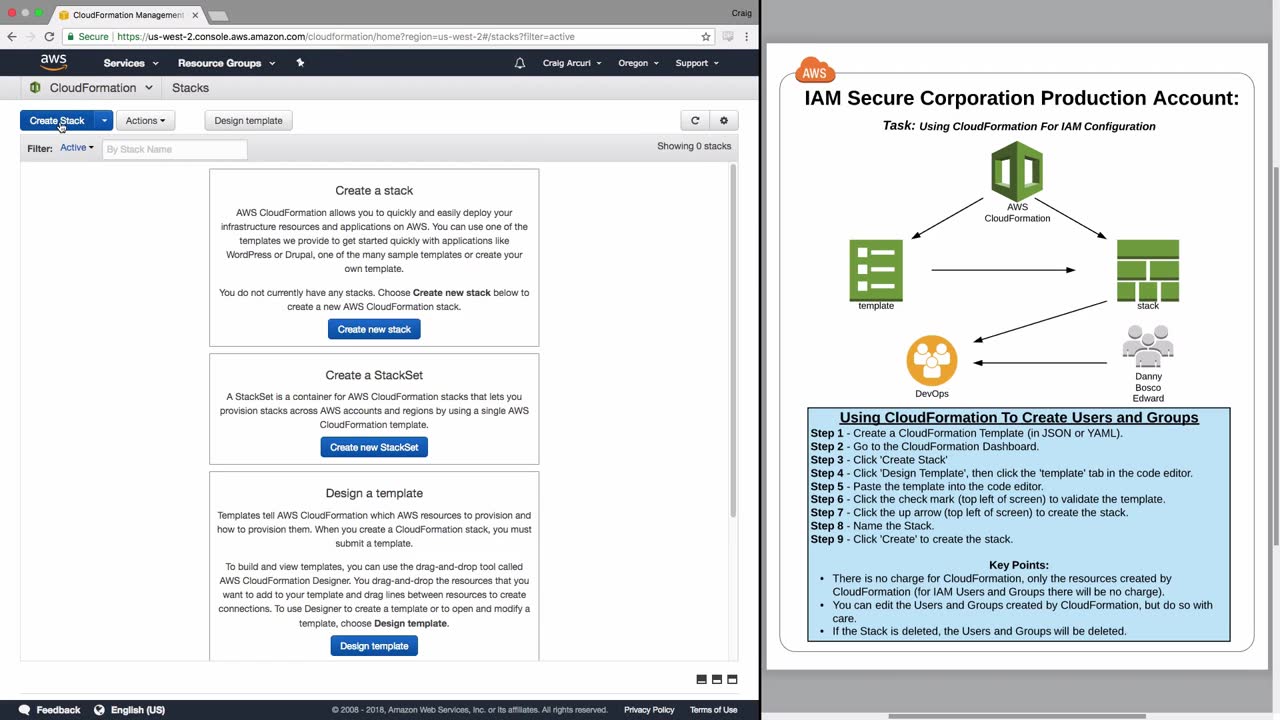 CloudFormation Management
Craig
Secure
https://us-west-2.console.aws.amazon.com/cloudformation/home?region=us-west-2#/stacks?filter=active
aws
Services
Resource Groups
Craig Arcuri
Oregon
Support
CloudFormation
Stacks
Create Stack
Actions
Design template
Filter:
Active
By Stack Name
Showing 0 stacks
Create a stack
AWS CloudFormation allows you to quickly and easily deploy your
infrastructure resources and applications on AWS. You can use one of the
templates we provide to get started quickly with applications like
WordPress or Drupal, one of the many sample templates or create your
own template.
You do not currently have any stacks. Choose Create new stack below to
create a new AWS CloudFormation stack.
Create new stack
Create a StackSet
A StackSet is a container for AWS CloudFormation stacks that lets you
provision stacks across AWS accounts and regions by using a single AWS
CloudFormation template.
Create new StackSet
Design a template
Templates tell AWS CloudFormation which AWS resources to provision and
how to provision them. When you create a CloudFormation stack, you must
submit a template.
To build and view templates, you can use the drag-and-drop tool called
AWS CloudFormation Designer. You drag-and-drop the resources that you
want to add to your template and drag lines between resources to create
connections. To use Designer to create a template or to open and modify a
template, choose Design template.
Design template
Feedback
English (US)
© 2008 - 2018, Amazon Web Services, Inc. or its affiliates. All rights reserved.
Privacy Policy
Terms of Use
AWS
IAM Secure Corporation Production Account:
Task: Using CloudFormation For IAM Configuration
AWS
CloudFormation
template
stack
DevOps
Danny
Bosco
Edward
Using CloudFormation To Create Users and Groups
Step 1 - Create a CloudFormation Template (in JSON or YAML).
Step 2 - Go to the CloudFormation Dashboard.
Step 3 - Click 'Create Stack'
Step 4 - Click 'Design Template', then click the 'template' tab in the code editor.
Step 5 - Paste the template into the code editor.
Step 6 - Click the check mark (top left of screen) to validate the template.
Step 7 - Click the up arrow (top left of screen) to create the stack.
Step 8 - Name the Stack.
Step 9 - Click 'Create' to create the stack.
Key Points:
• There is no charge for CloudFormation, only the resources created by
CloudFormation (for IAM Users and Groups there will be no charge).
• You can edit the Users and Groups created by CloudFormation, but do so with
care.
• If the Stack is deleted, the Users and Groups will be deleted.